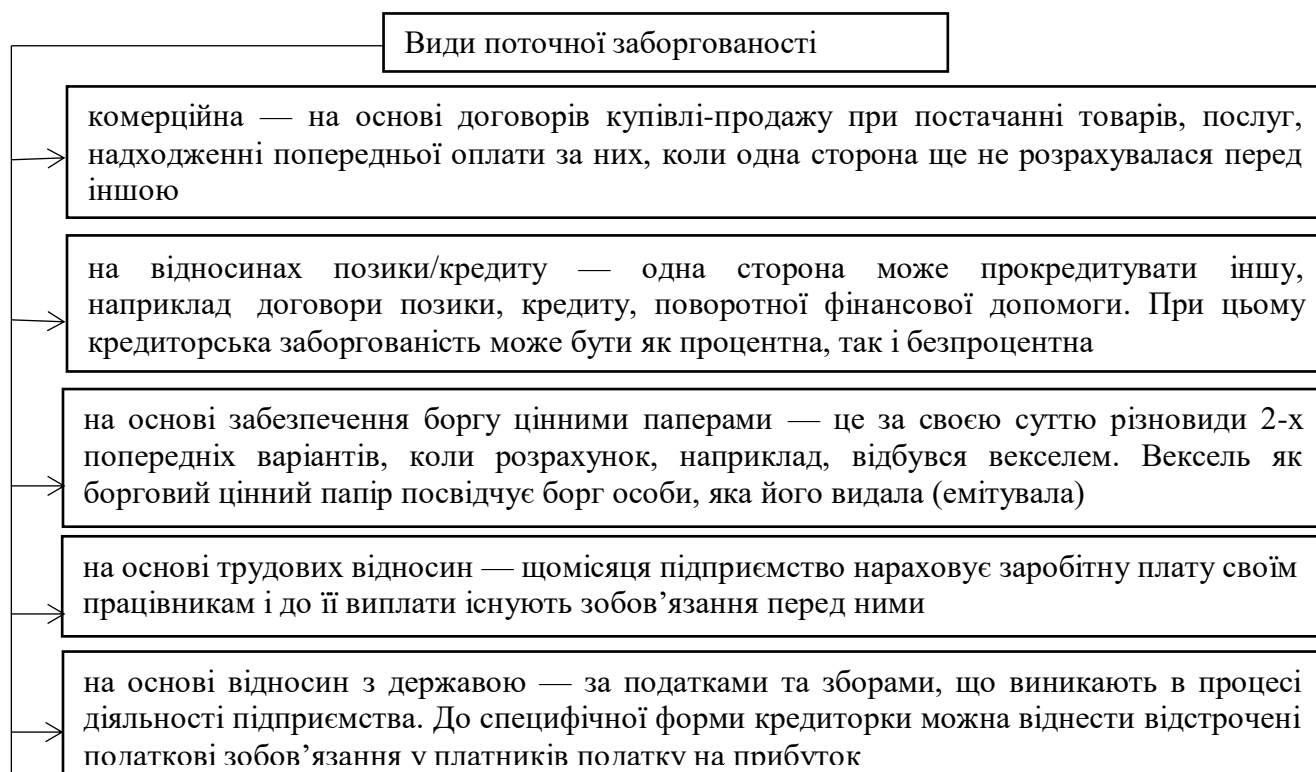 Види поточної заборгованості
комерційна — на основі договорів купівлі-продажу при постачанні товарів, послуг,
надходженні попередньої оплати за них, коли одна сторона ще не розрахувалася перед
іншою
на відносинах позики/кредиту — одна сторона може прокредитувати іншу,
наприклад договори позики, кредиту, поворотної фінансової допомоги. При цьому
кредиторська заборгованість може бути як процентна, так і безпроцентна
на основі забезпечення боргу цінними паперами — це за своєю суттю різновиди 2-х
попередніх варіантів, коли розрахунок, наприклад, відбувся векселем. Вексель як
борговий цінний папір посвідчує борг особи, яка його видала (емітувала)
на основі трудових відносин — щомісяця підприємство нараховує заробітну плату своїм
працівникам і до її виплати існують зобов’язання перед ними
на основі відносин з державою — за податками та зборами, що виникають в процесі
діяльності підприємства. До специфічної форми кредиторки можна віднести відстрочені
податкові зобов’язання у платників податку на прибуток